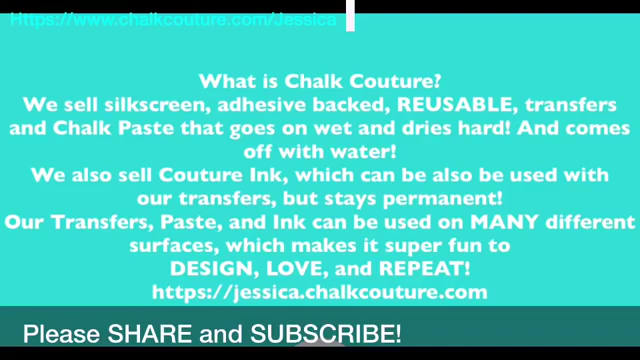 Https://www.chalkcouture.com/Jessica
What is Chalk Couture?
We sell silkscreen, adhesive backed, REUSABLE, transfers
and Chalk Paste that goes on wet and dries hard! And comes
off with water!
We also sell Couture Ink, which can be also be used with
our transfers, but stays permanent!
Our Transfers, Paste, and Ink can be used on MANY different
surfaces, which makes it super fun to
DESIGN, LOVE, and REPEAT!
https://jessica.chalkcouture.com
Please SHARE and SUBSCRIBE!